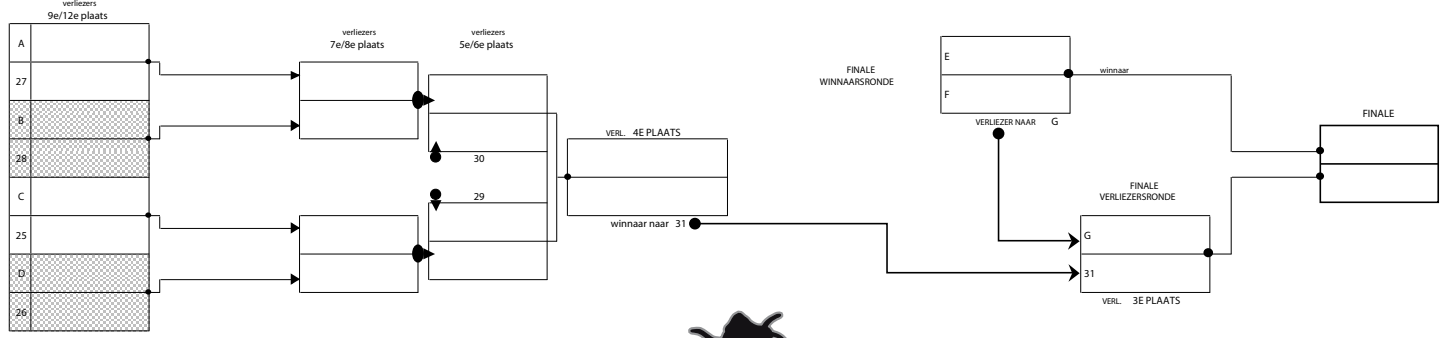 verliezers
9e/12e plaats
A
27
B
28
C
25
D
26
verliezers
7e/8e plaats
verliezers
5e/6e plaats
30
29
VERL. 4E PLAATS
winnaar naar 31
FINALE
WINNAARSRONDE
E
F
winnaar
VERLIEZER NAAR G
FINALE
VERLIEZERSRONDE
G
31
VERL. 3E PLAATS
FINALE